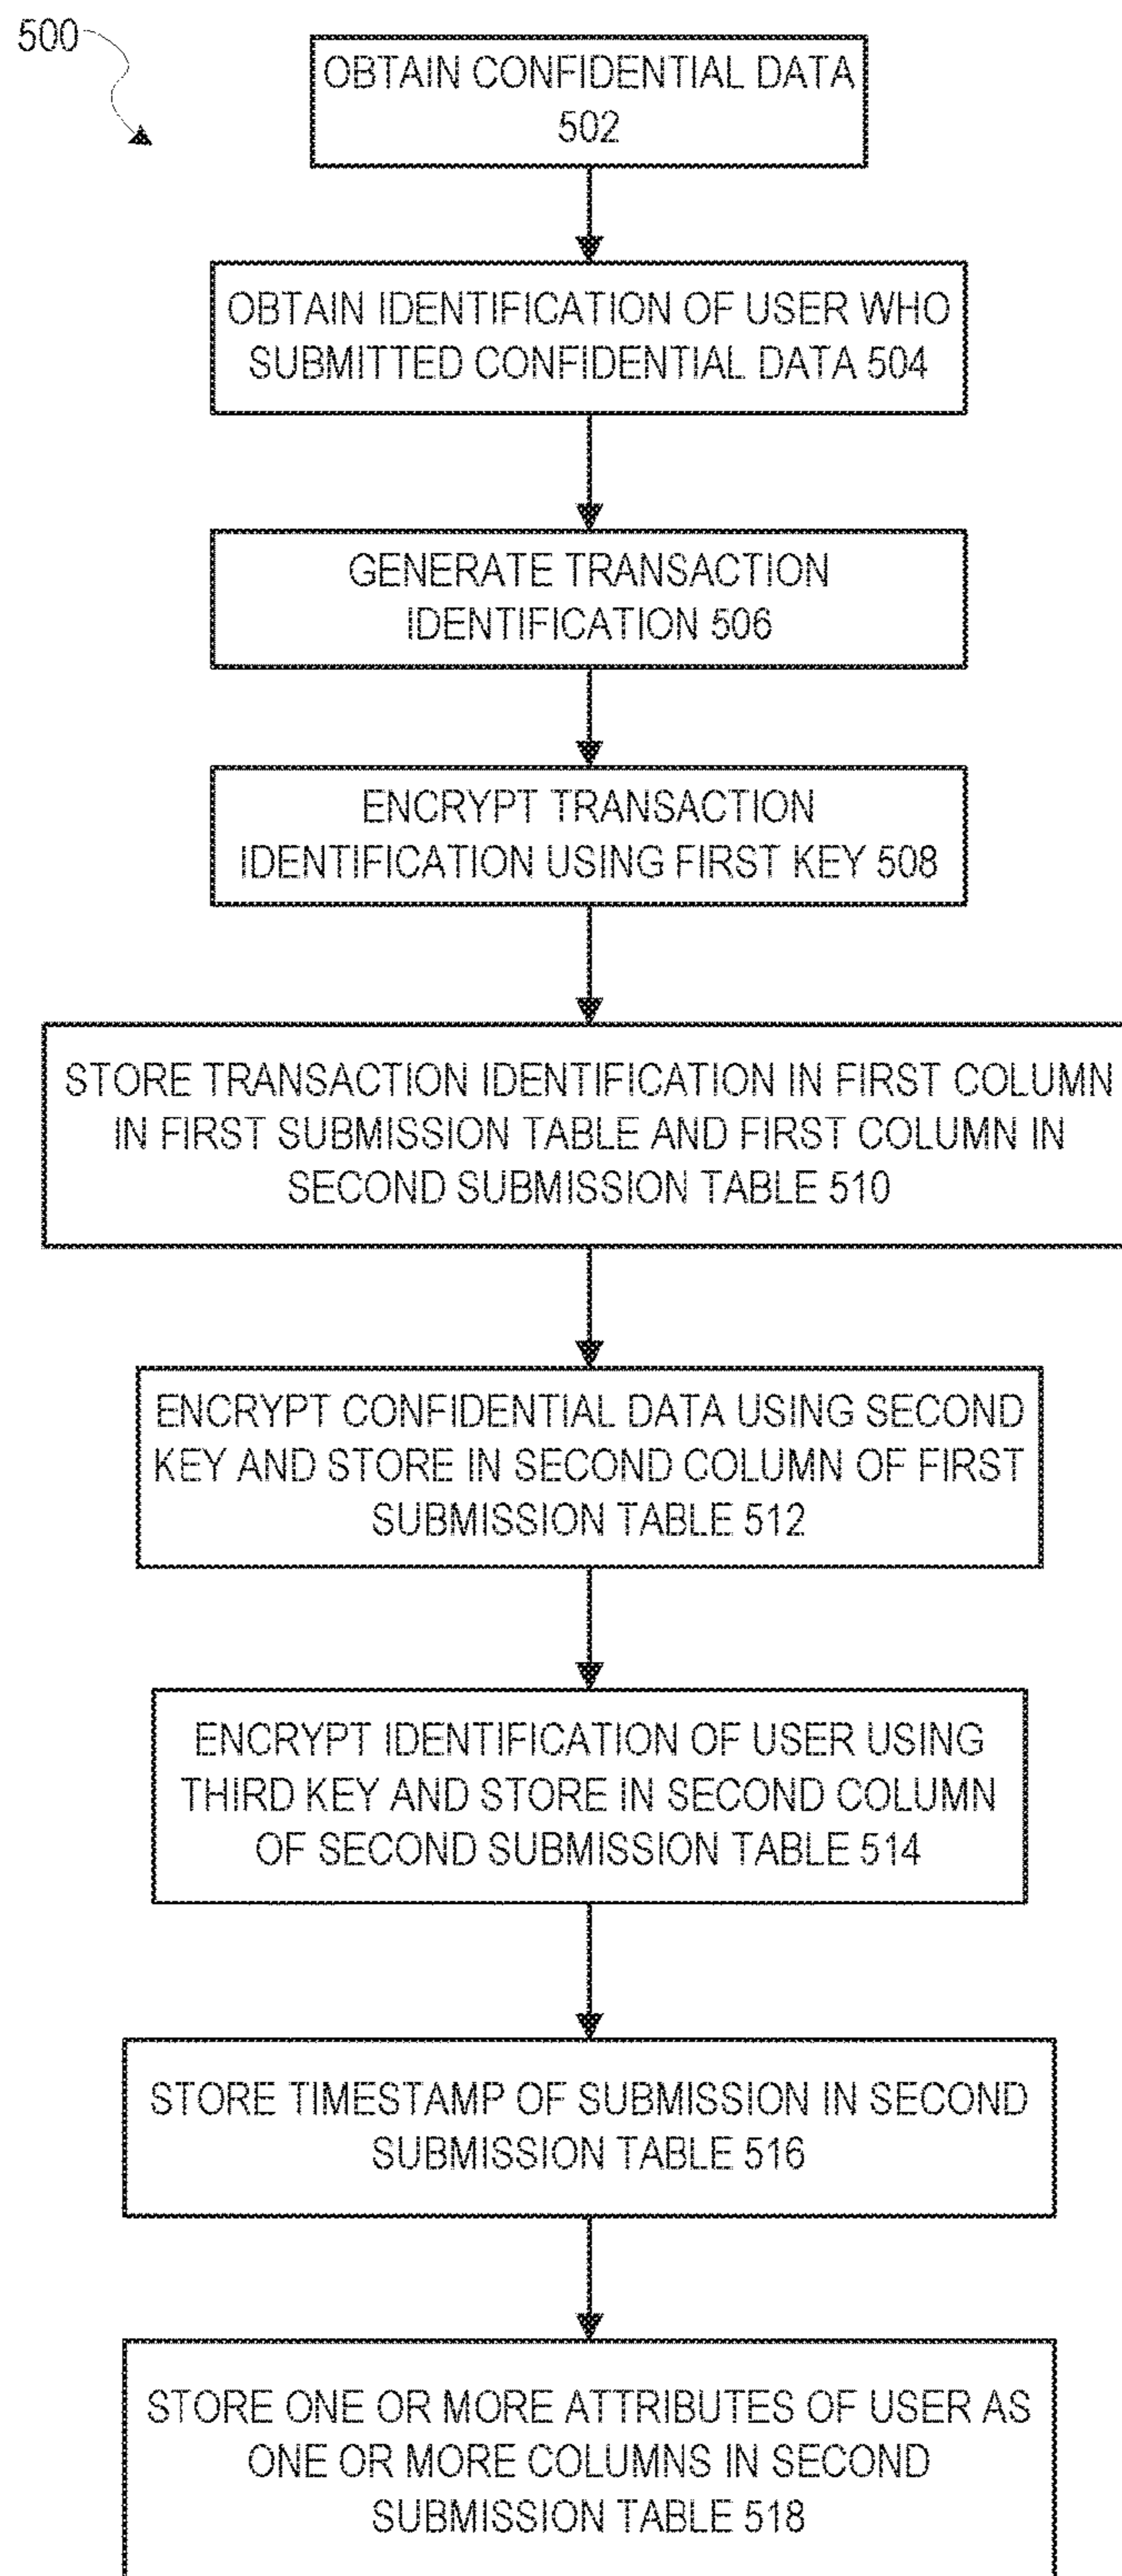 500
OBTAIN CONFIDENTIAL DATA
502
OBTAIN IDENTIFICATION OF USER WHO
SUBMITTED CONFIDENTIAL DATA 504
GENERATE TRANSACTION
IDENTIFICATION 506
ENCRYPT TRANSACTION
IDENTIFICATION USING FIRST KEY 508
STORE TRANSACTION IDENTIFICATION IN FIRST COLUMN
IN FIRST SUBMISSION TABLE AND FIRST COLUMN IN
SECOND SUBMISSION TABLE 510
ENCRYPT CONFIDENTIAL DATA USING SECOND
KEY AND STORE IN SECOND COLUMN OF FIRST
SUBMISSION TABLE 512
ENCRYPT IDENTIFICATION OF USER USING
THIRD KEY AND STORE IN SECOND COLUMN
OF SECOND SUBMISSION TABLE 514
STORE TIMESTAMP OF SUBMISSION IN SECOND
SUBMISSION TABLE 516
STORE ONE OR MORE ATTRIBUTES OF USER AS
ONE OR MORE COLUMNS IN SECOND
SUBMISSION TABLE 518